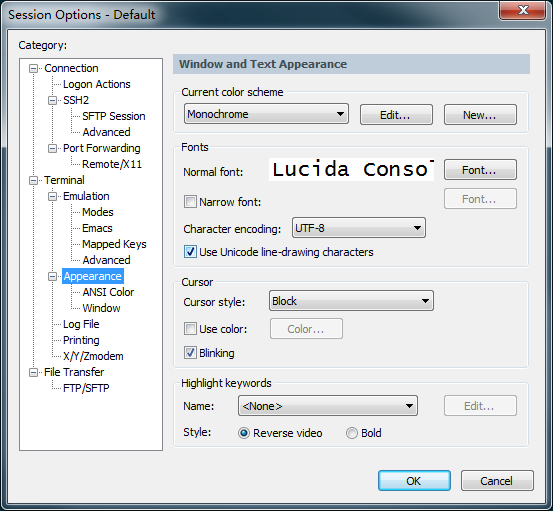 Session Options - Default
Category:
Connection
Logon Actions
SSH2
SFTP Session
Advanced
Port Forwarding
Remote/X11
Terminal
Emulation
Modes
Emacs
Mapped Keys
Advanced
Appearance
ANSI Color
Window
Log File
Printing
X/Y/Zmodem
File Transfer
FTP/SFTP
Window and Text Appearance
Current color scheme
Monochrome
Edit...
New...
Fonts
Normal font:
Lucida Consol
Font...
Narrow font:
Font...
Character encoding:
UTF-8
Use Unicode line-drawing characters
Cursor
Cursor style:
Block
Use color:
Color...
Blinking
Highlight keywords
Name:
<None>
Edit...
Style:
Reverse video
Bold
OK
Cancel